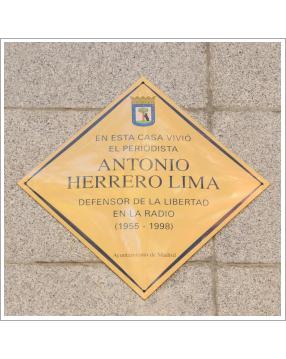 EN ESTA CASA VIVIÓ
EL PERIODISTA
ANTONIO
HERRERO LIMA
DEFENSOR DE LA LIBERTAD
EN LA RADIO
(1955 - 1998)
Ayuntamiento de Madrid